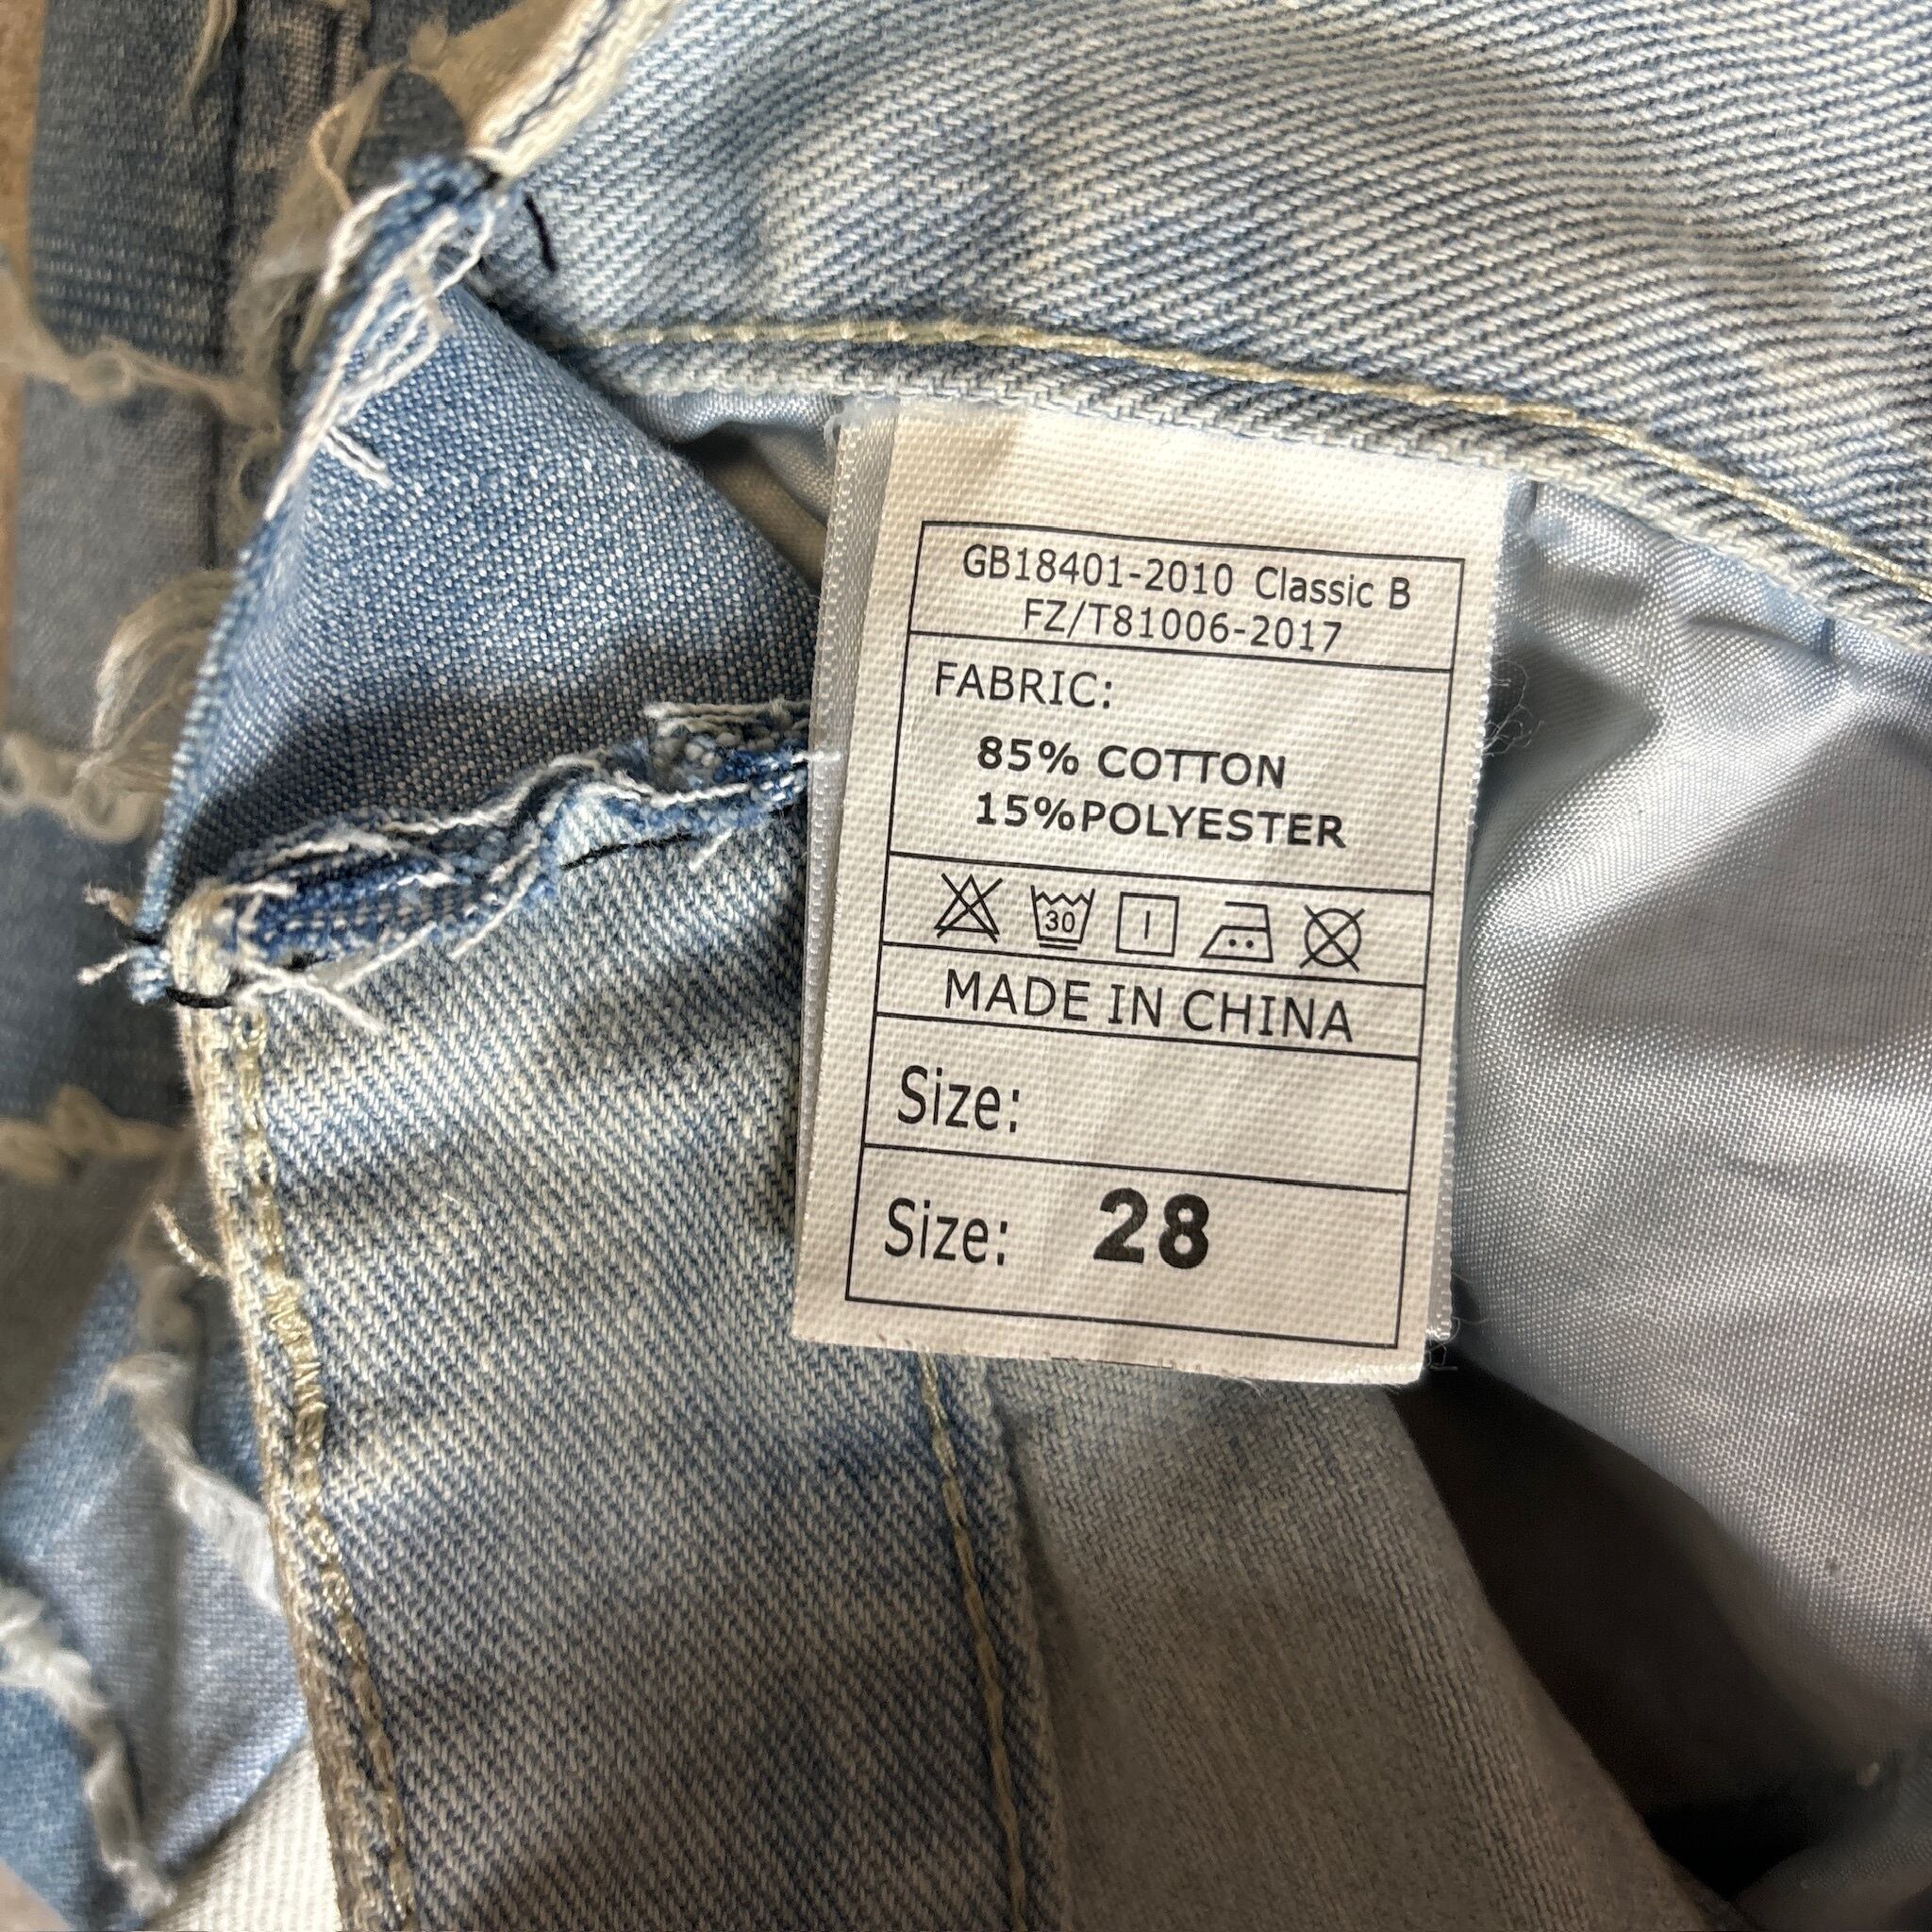 GB18401-2010 Classic B
FZ/T81006-2017
FABRIC:
85% COTTON
15%POLYESTER
30
MADE IN CHINA
Size:
Size: 28